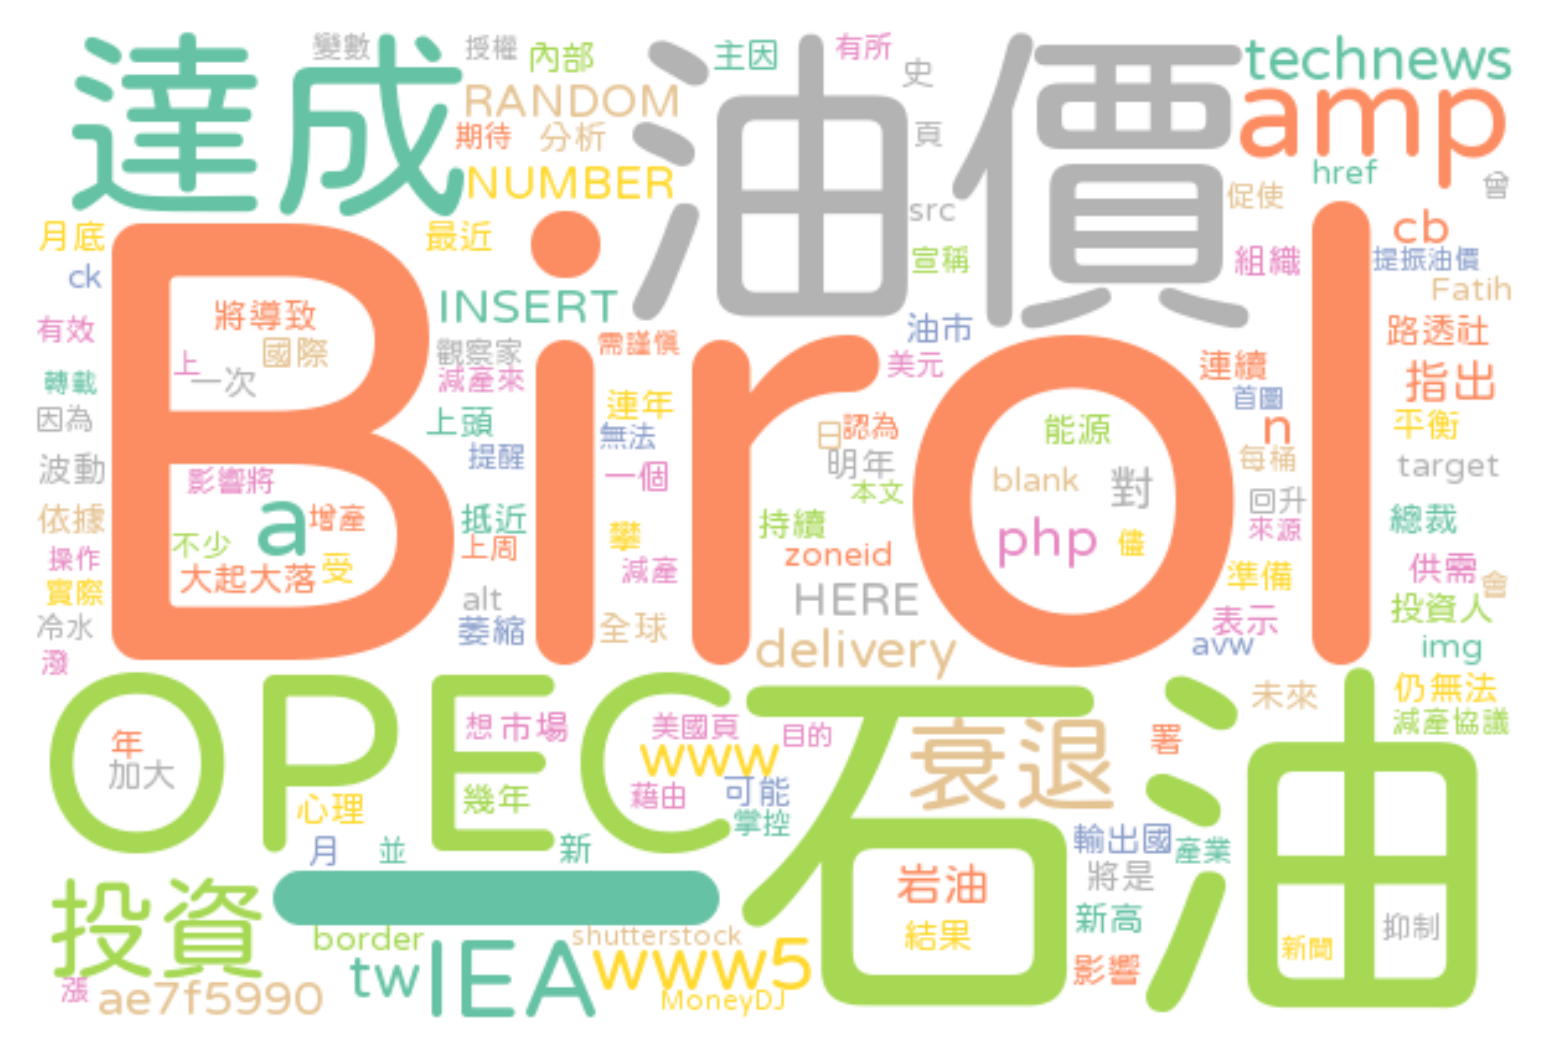 達成
變數
授權
內部
主因
有所
史
technews
RANDOM
油價
amp
期待
分析
頁
href
NUMBER
促使
曾
src
月底
最近
cb
宣稱
組織
提振油價
ck
Birol
Fatih
INSERT
將導致
有效
油市
路透社
國際
觀察家
需謹慎
上
一次
減產來
美元
連續
指出
轉載
首圖
因為
上頭
連年
日
認為
能源
n
平衡
無法
提醒
明年
每桶
波動
target
影響將
一個
本文
blank
對
回升
依據
a
增產
抵近
持續
來源
總裁
不少
上周
攀
php
儘
操作
大起大落
受
減產
zoneid
準備
供需
會
實際
alt
HERE
投資人
冷水
萎縮
全球
表示
潑
delivery
avw
img
OPEC
石油
未來
仍無法
想
市場
美國頁
目的
衰退
署
減產協議
年
加大
www
心理
幾年
藉由
可能
掌控
月
並
新
輸出國
產業
投資
一
岩油
將是
新高
border
shutterstock
結果
抑制
新聞
tw
IEA
www5
影響
漲
ae7f5990
MoneyDJ